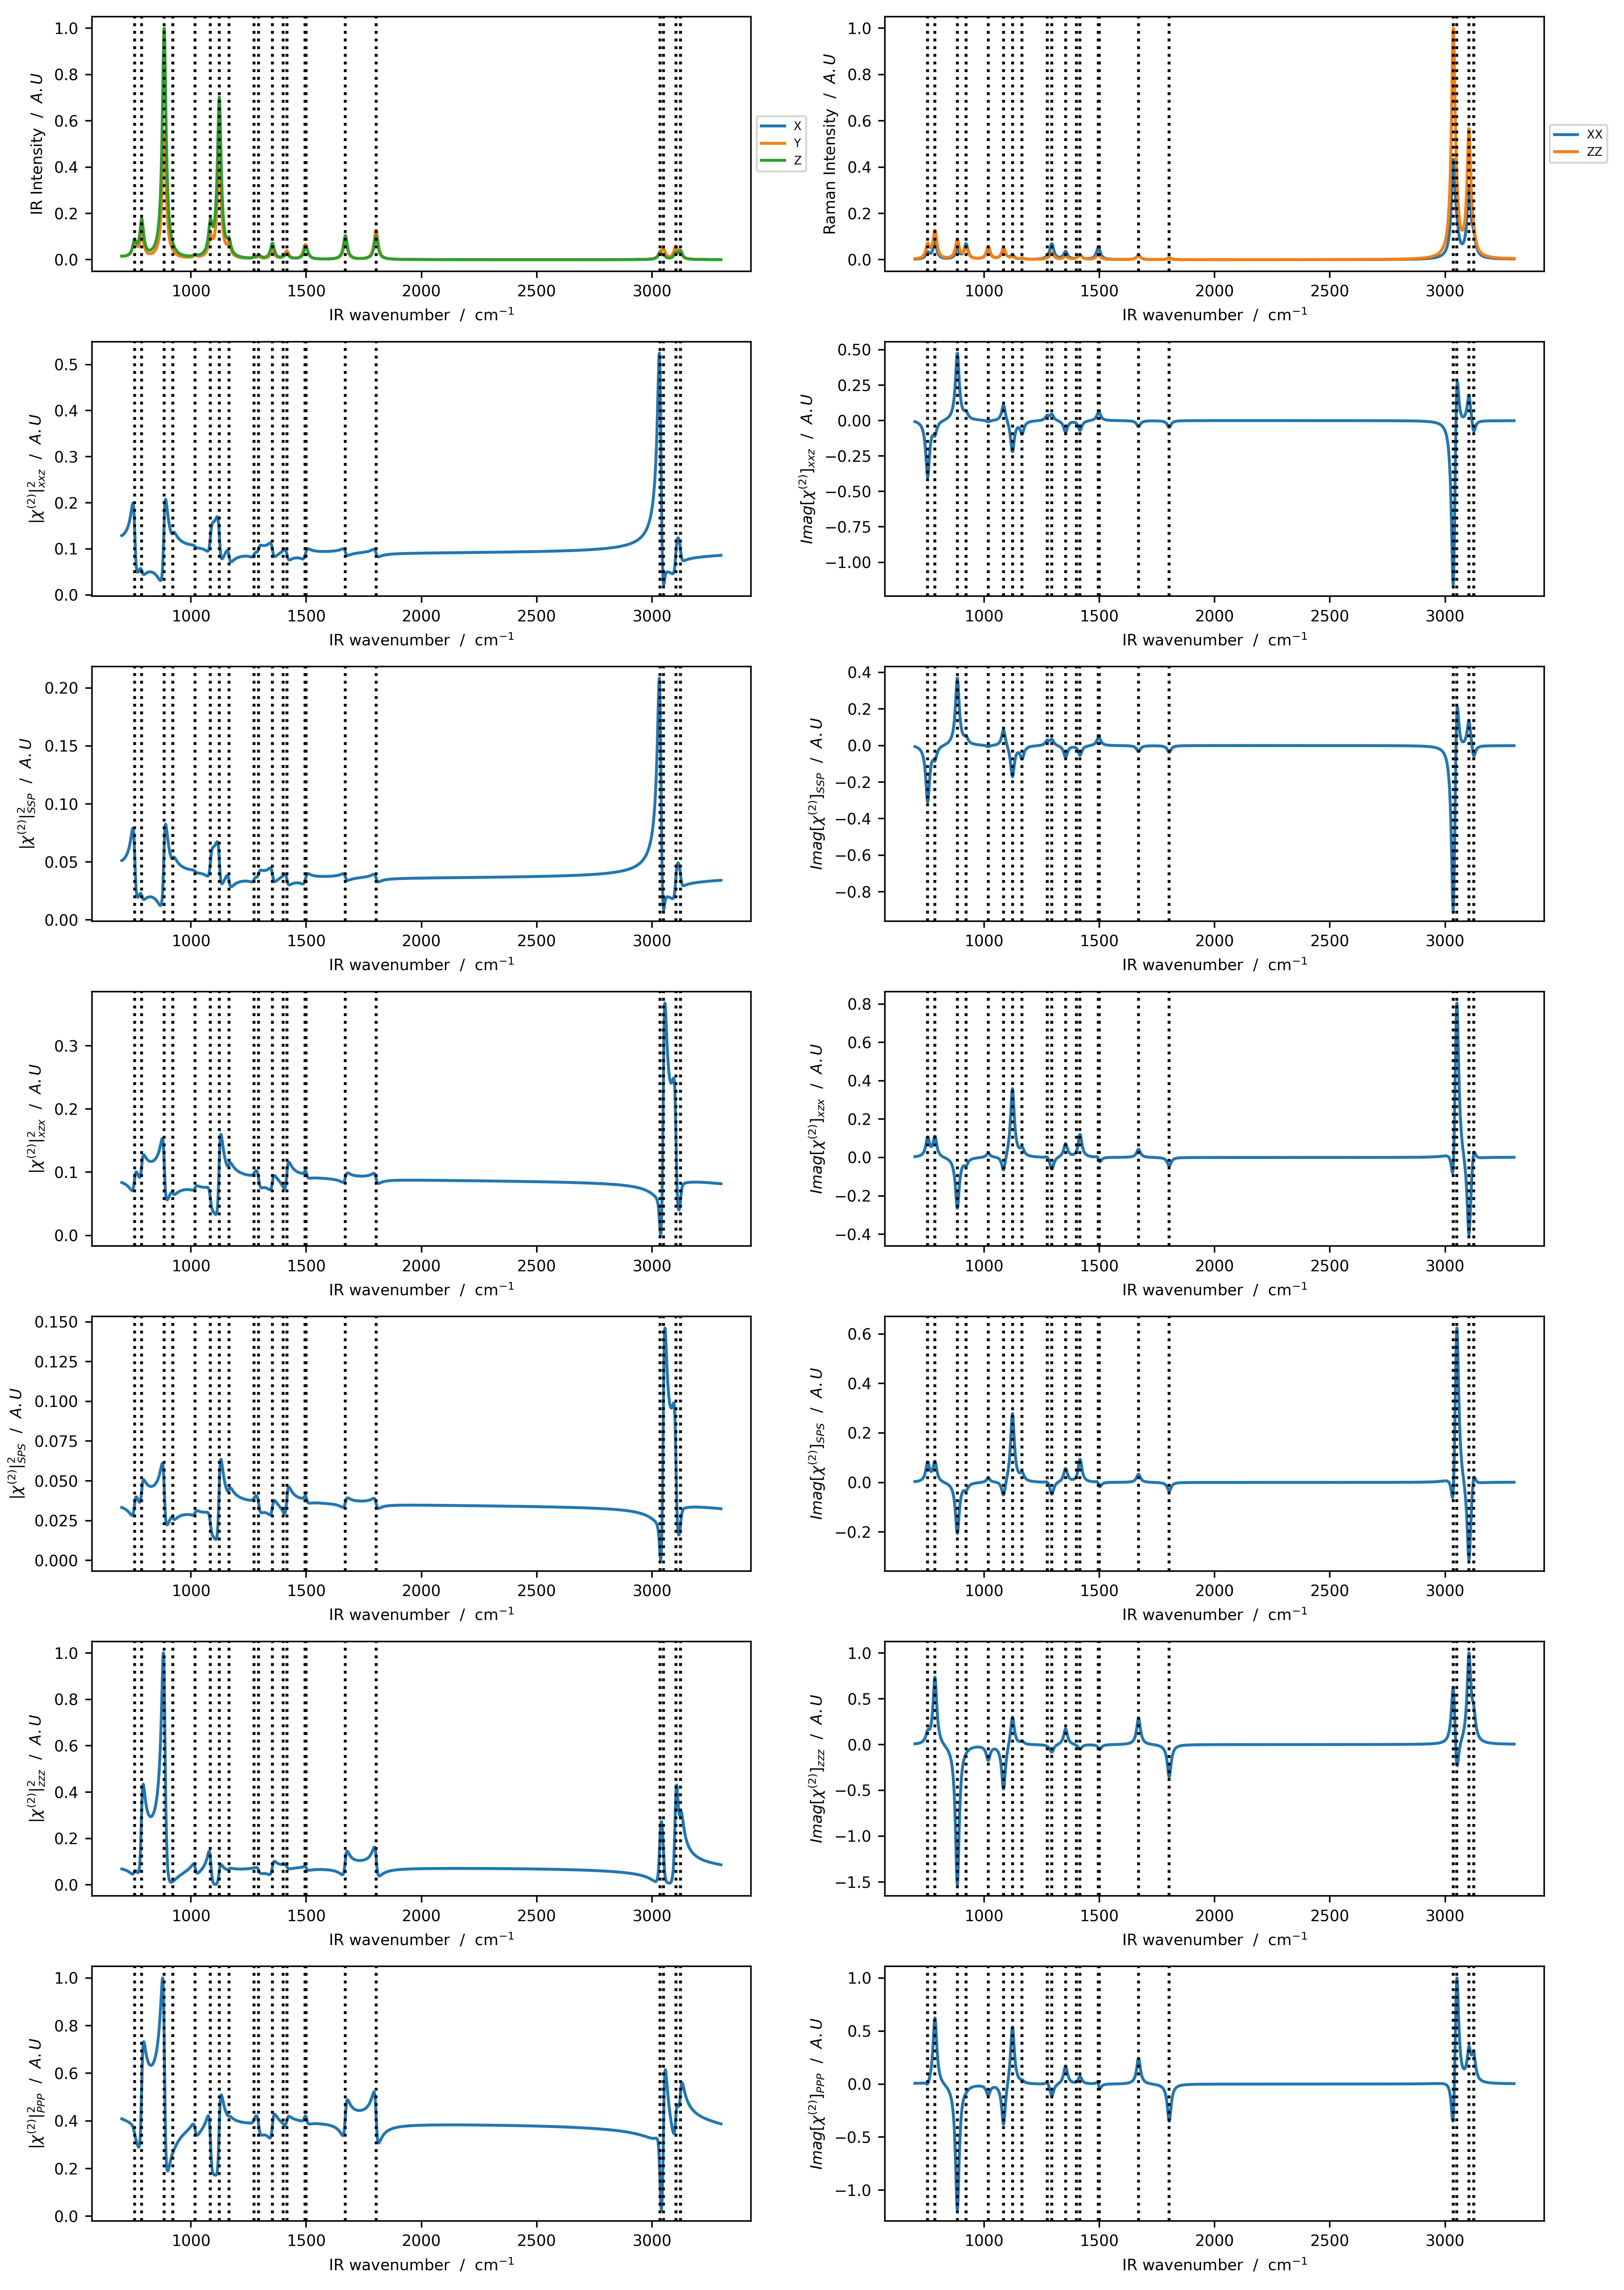 1.0
0.8
0.6
0.4
0.2
0.0
IR Intensity / A.U
1000 1500 2000 2500 3000
IR wavenumber / cm⁻¹
X
Y
Z
1.0
0.8
0.6
0.4
0.2
0.0
Raman Intensity / A.U
1000 1500 2000 2500 3000
IR wavenumber / cm⁻¹
XX
ZZ
0.5
0.4
0.3
0.2
0.1
0.0
|χ⁽²⁾|²xxz / A.U
1000 1500 2000 2500 3000
IR wavenumber / cm⁻¹
0.50
0.25
0.00
−0.25
−0.50
−0.75
−1.00
Imag[χ⁽²⁾]xxz / A.U
1000 1500 2000 2500 3000
IR wavenumber / cm⁻¹
0.20
0.15
0.10
0.05
0.00
|χ⁽²⁾|²SSP / A.U
1000 1500 2000 2500 3000
IR wavenumber / cm⁻¹
0.4
0.2
0.0
−0.2
−0.4
−0.6
−0.8
Imag[χ⁽²⁾]SSP / A.U
1000 1500 2000 2500 3000
IR wavenumber / cm⁻¹
0.3
0.2
0.1
0.0
|χ⁽²⁾|²xzx / A.U
1000 1500 2000 2500 3000
IR wavenumber / cm⁻¹
0.8
0.6
0.4
0.2
0.0
−0.2
−0.4
Imag[χ⁽²⁾]xzx / A.U
1000 1500 2000 2500 3000
IR wavenumber / cm⁻¹
0.150
0.125
0.100
0.075
0.050
0.025
0.000
|χ⁽²⁾|²SPS / A.U
1000 1500 2000 2500 3000
IR wavenumber / cm⁻¹
0.6
0.4
0.2
0.0
−0.2
Imag[χ⁽²⁾]SPS / A.U
1000 1500 2000 2500 3000
IR wavenumber / cm⁻¹
1.0
0.8
0.6
0.4
0.2
0.0
|χ⁽²⁾|²zzz / A.U
1000 1500 2000 2500 3000
IR wavenumber / cm⁻¹
1.0
0.5
0.0
−0.5
−1.0
−1.5
Imag[χ⁽²⁾]zzz / A.U
1000 1500 2000 2500 3000
IR wavenumber / cm⁻¹
1.0
0.8
0.6
0.4
0.2
0.0
|χ⁽²⁾|²PPP / A.U
1000 1500 2000 2500 3000
IR wavenumber / cm⁻¹
1.0
0.5
0.0
−0.5
−1.0
Imag[χ⁽²⁾]PPP / A.U
1000 1500 2000 2500 3000
IR wavenumber / cm⁻¹